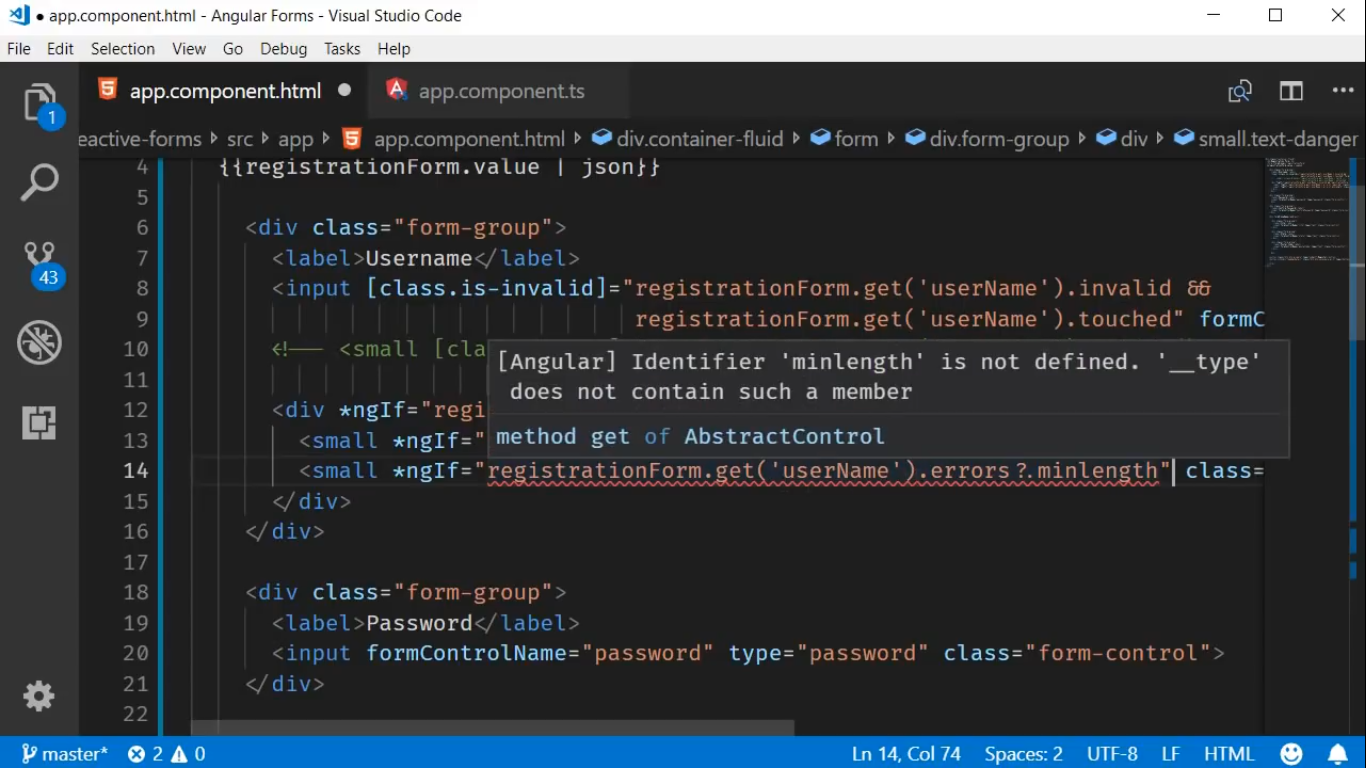 app.component.html - Angular Forms - Visual Studio Code
File Edit Selection View Go Debug Tasks Help
app.component.html app.component.ts
1
eactive-forms src app app.component.html div.container-fluid form div.form-group div small.text-danger
4 {{registrationForm.value | json}}
5
6 <div class="form-group">
7 <label>Username</label>
8 <input [class.is-invalid]="registrationForm.get('userName').invalid &&
9 registrationForm.get('userName').touched" formC
10 <!-- <small [cla
11
[Angular] Identifier 'minlength' is not defined. '__type'
does not contain such a member
method get of AbstractControl
12 <div *ngIf="regi
13 <small *ngIf="
14 <small *ngIf="registrationForm.get('userName').errors?.minlength" class=
15 </div>
16 </div>
17
18 <div class="form-group">
19 <label>Password</label>
20 <input formControlName="password" type="password" class="form-control">
21 </div>
22
43
master* 2 0 Ln 14, Col 74 Spaces: 2 UTF-8 LF HTML